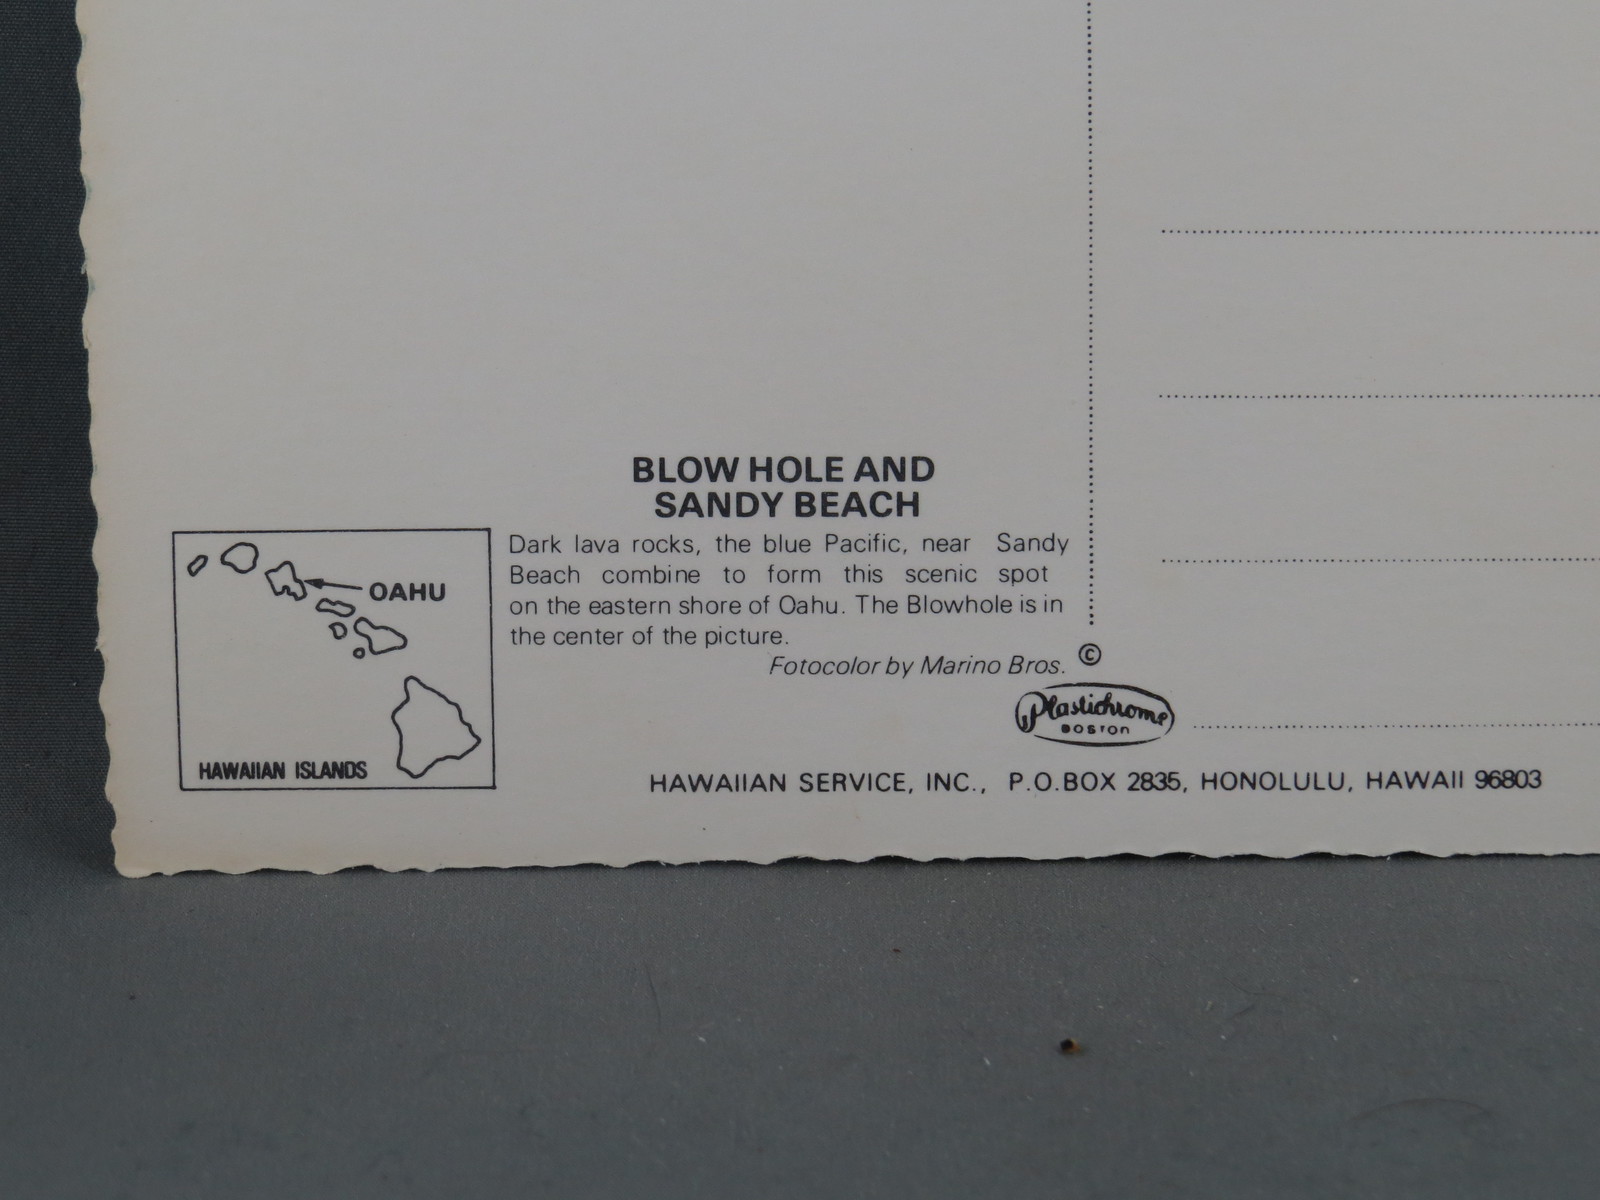 BLOW HOLE AND
SANDY BEACH
Dark lava rocks, the blue Pacific, near Sandy
Beach combine to form this scenic spot
on the eastern shore of Oahu. The Blowhole is in
the center of the picture.
Fotocolor by Marino Bros.
©
Plastichrome
BOSTON
OAHU
HAWAIIAN ISLANDS
HAWAIIAN SERVICE, INC., P.O.BOX 2835, HONOLULU, HAWAII 96803